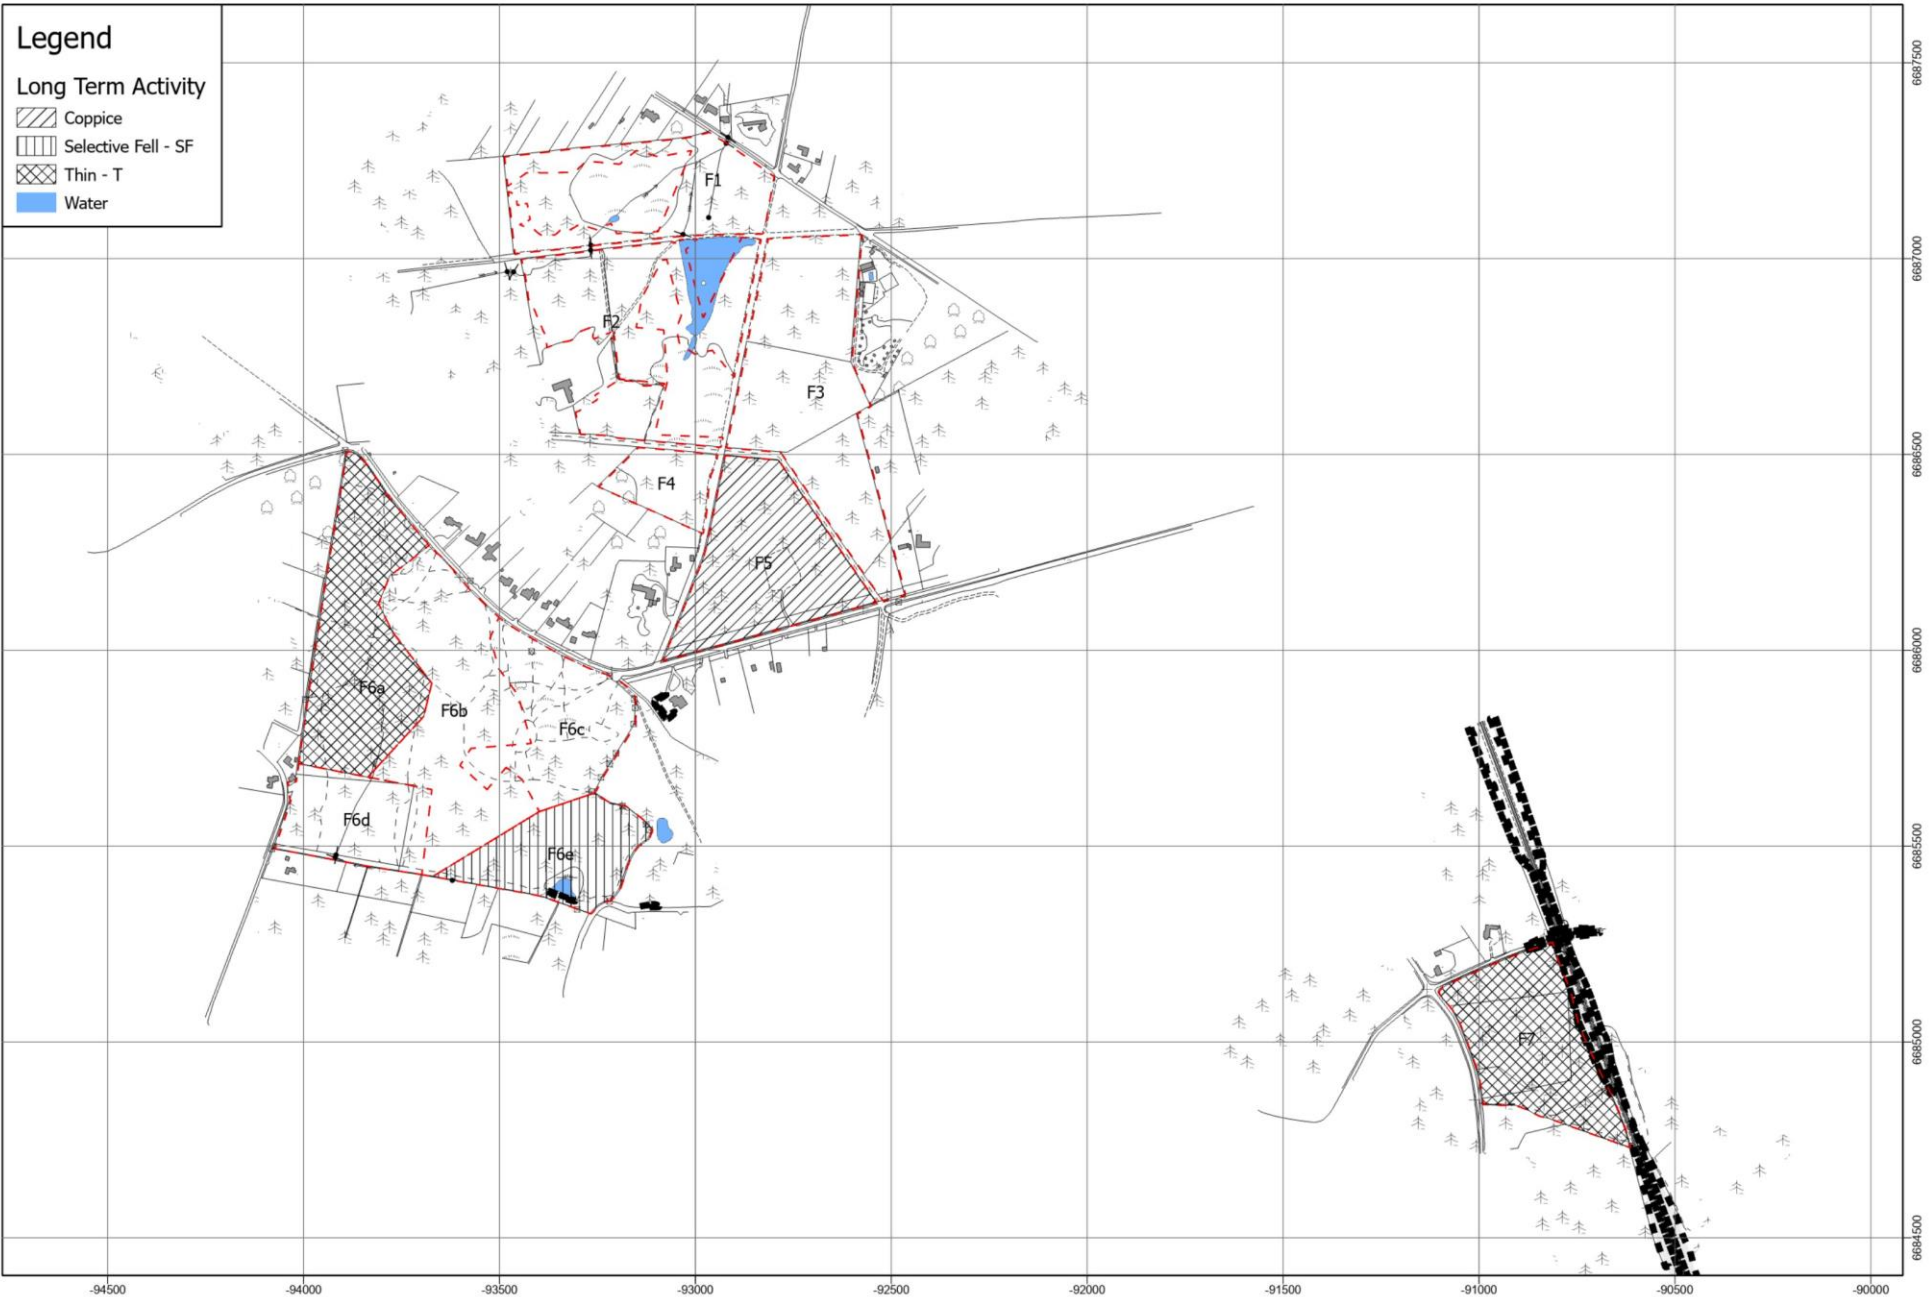 Legend
Long Term Activity
Coppice
Selective Fell - SF
Thin - T
Water
F1
F2
F3
F4
F5
F6a
F6b
F6c
F6d
F6e
F7
6687500
6687000
6686500
6686000
6685500
6685000
6684500
-94500
-94000
-93500
-93000
-92500
-92000
-91500
-91000
-90500
-90000